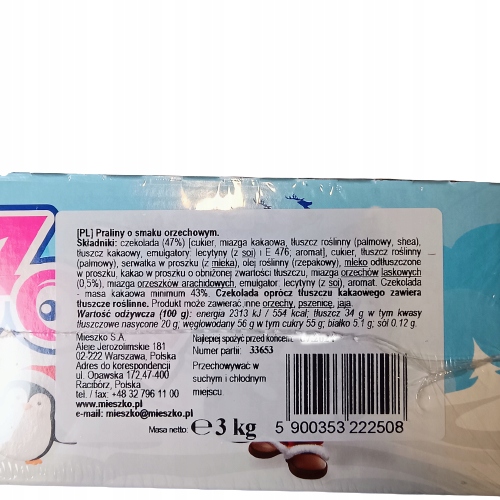 [PL] Praliny o smaku orzechowym.
Składniki: czekolada (47%) [cukier, miazga kakaowa, tłuszcz roślinny (palmowy, shea),
tłuszcz kakaowy, emulgatory: lecytyny (z soi) i E 476; aromat], cukier, tłuszcz roślinny
(palmowy), serwatka w proszku (z mleka), olej roślinny (rzepakowy), mleko odtłuszczone
w proszku, kakao w proszku o obniżonej zwartości tłuszczu, miazga orzechów laskowych
(0,5%), miazga orzeszków arachidowych, emulgator: lecytyny (z soi), aromat. Czekolada
- masa kakaowa minimum 43%. Czekolada oprócz tłuszczu kakaowego zawiera
tłuszcze roślinne. Produkt może zawierać inne orzechy, pszenicę, jaja.
Wartość odżywcza (100 g): energia 2313 kJ / 554 kcal; tłuszcz 34 g w tym kwasy
tłuszczowe nasycone 20 g; węglowodany 56 g w tym cukry 55 g; białko 5.1 g; sól 0.12 g.
Mieszko S.A.
Aleje Jerozolimskie 181
02-222 Warszawa, Polska
Adres do korespondencji
ul. Opawska 172,47-400
Racibórz, Polska
tel. / fax: +48 32 796 11 00
www.mieszko.pl
e-mail: mieszko@mieszko.pl
Najlepiej spożyć przed końcem:
Numer partii: 33653
Przechowywać w
suchym i chłodnym
miejscu
Masa netto: ℮ 3 kg
5 900353 222508